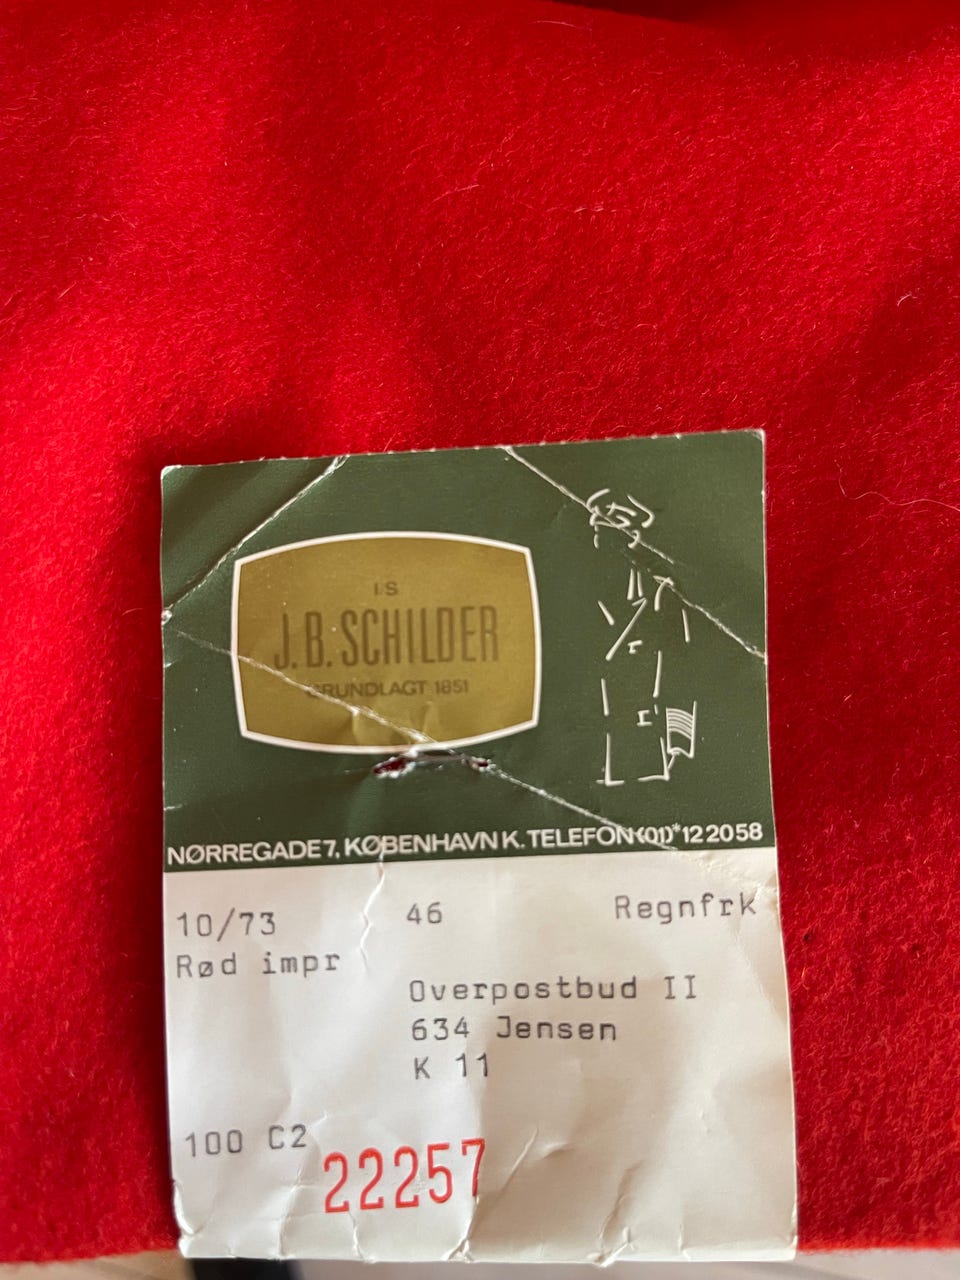 I/S
J.B. SCHILDER
GRUNDLAGT 1851
NØRREGADE 7, KØBENHAVN K. TELEFON (01)* 12 20 58
10/73 46 Regnfrk
Rød impr
Overpostbud II
634 Jensen
K 11
100 C2
22257